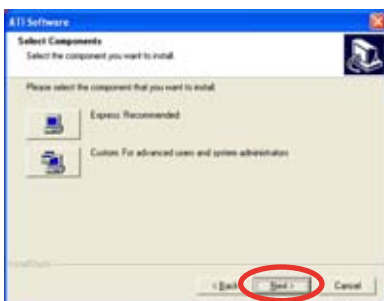 ATI Software
Select Components
Select the component you want to install.
Please select the component that you want to install
Express: Recommended
Custom: For advanced users and system administrators
< Back
Next >
Cancel